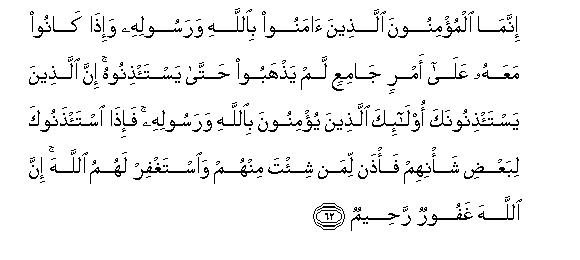 إِنَّمَا ٱلْمُؤْمِنُونَ ٱلَّذِينَ ءَامَنُوا۟ بِٱللَّهِ وَرَسُولِهِۦ وَإِذَا كَانُوا۟
مَعَهُۥ عَلَىٰٓ أَمْرٍ جَامِعٍ لَّمْ يَذْهَبُوا۟ حَتَّىٰ يَسْتَـْٔذِنُوهُ ۚ إِنَّ ٱلَّذِينَ
يَسْتَـْٔذِنُونَكَ أُو۟لَٰٓئِكَ ٱلَّذِينَ يُؤْمِنُونَ بِٱللَّهِ وَرَسُولِهِۦ ۚ فَإِذَا ٱسْتَـْٔذَنُوكَ
لِبَعْضِ شَأْنِهِمْ فَأْذَن لِّمَن شِئْتَ مِنْهُمْ وَٱسْتَغْفِرْ لَهُمُ ٱللَّهَ ۚ إِنَّ
ٱللَّهَ غَفُورٌ رَّحِيمٌ ٦٢